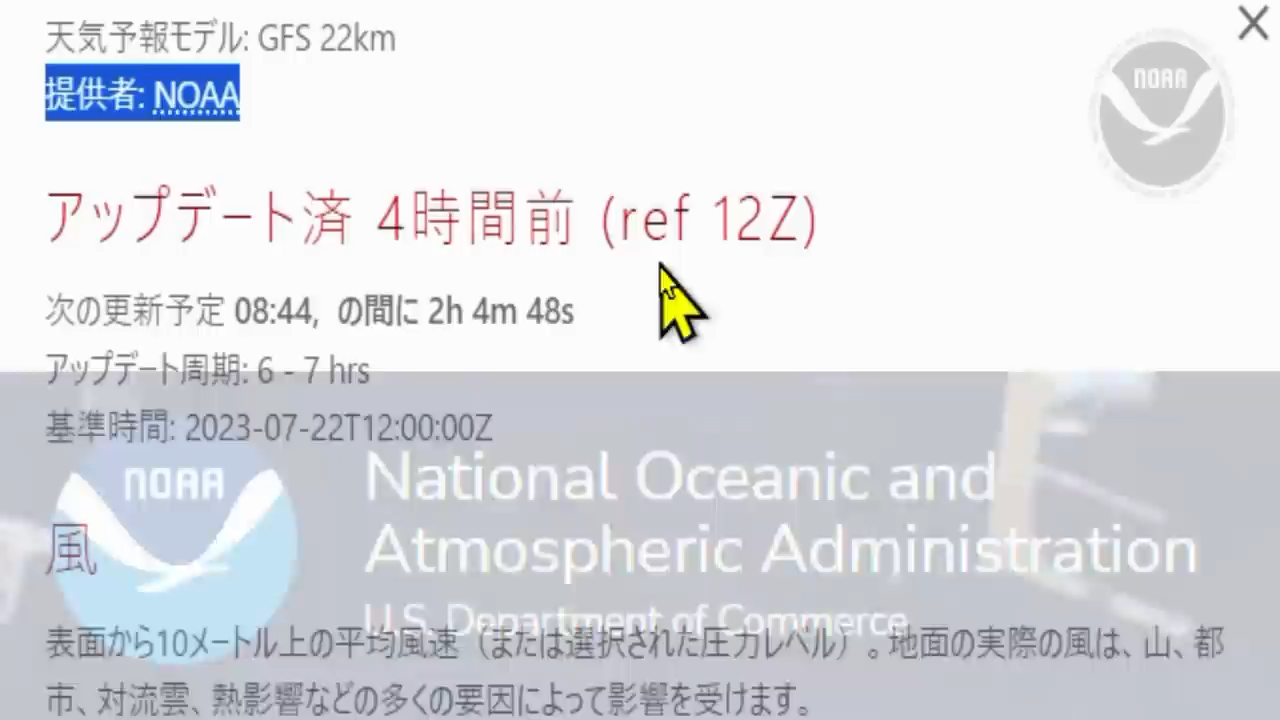 天気予報モデル: GFS 22km
提供者: NOAA
NOAA
アップデート済 4時間前 (ref 12Z)
次の更新予定 08:44, の間に 2h 4m 48s
アップデート周期: 6 - 7 hrs
基準時間: 2023-07-22T12:00:00Z
NOAA
National Oceanic and
Atmospheric Administration
U.S. Department of Commerce
風
表面から10メートル上の平均風速（または選択された圧力レベル）。地面の実際の風は、山、都
市、対流雲、熱影響などの多くの要因によって影響を受けます。